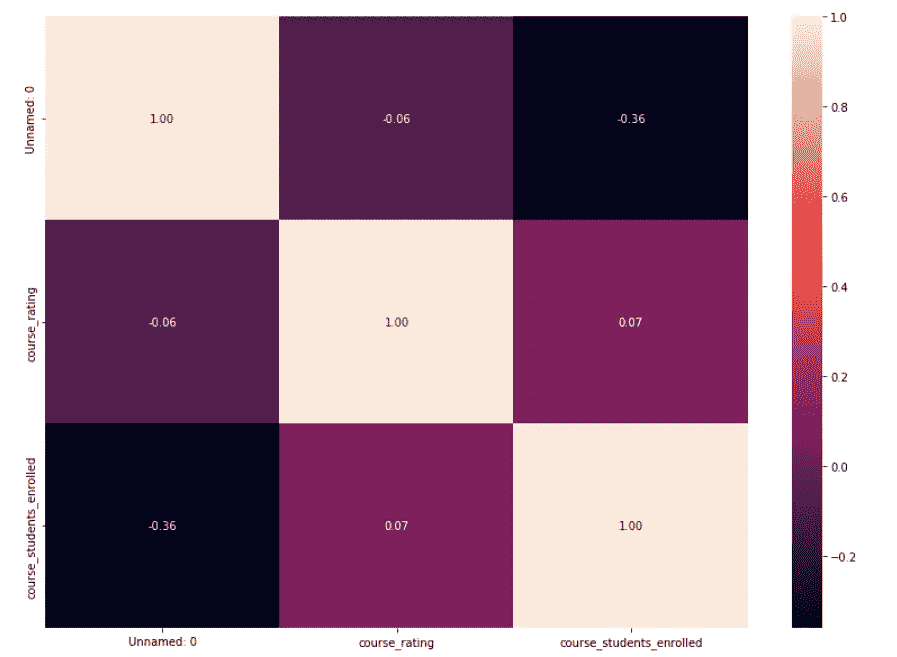 Unnamed: 0
1.00
-0.06
-0.36
course_rating
-0.06
1.00
0.07
course_students_enrolled
-0.36
0.07
1.00
Unnamed: 0
course_rating
course_students_enrolled
1.0
0.8
0.6
0.4
0.2
0.0
−0.2